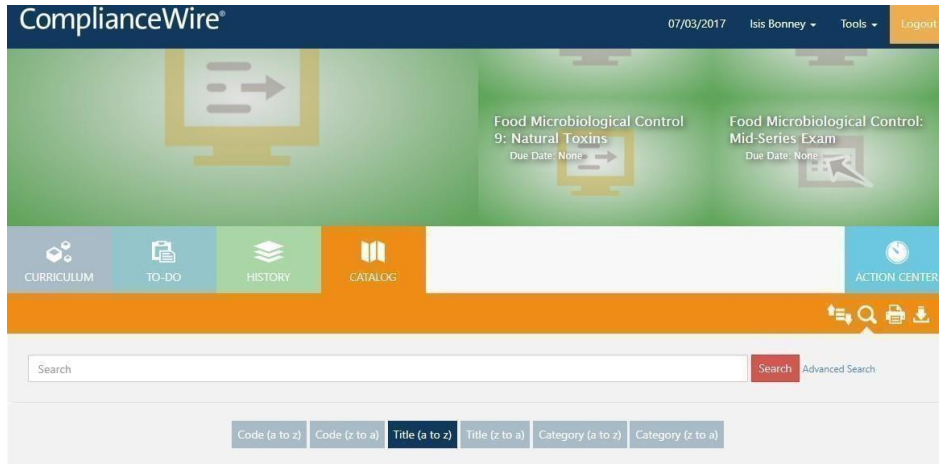 ComplianceWire®
07/03/2017 Isis Bonney Tools Logout
Food Microbiological Control
9: Natural Toxins
Due Date: None
Food Microbiological Control:
Mid-Series Exam
Due Date: None
CURRICULUM TO-DO HISTORY CATALOG ACTION CENTER
Search Search Advanced Search
Code (a to z) Code (z to a) Title (a to z) Title (z to a) Category (a to z) Category (z to a)